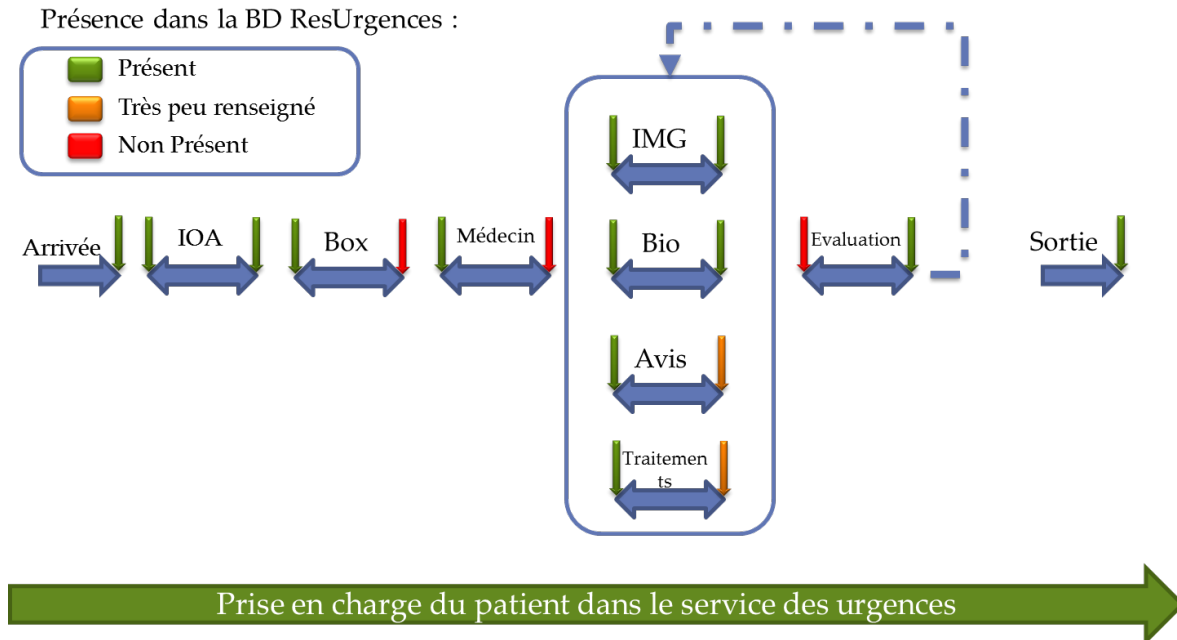 Présence dans la BD ResUrgences :
Présent
Très peu renseigné
Non Présent
Arrivée
IOA
Box
Médecin
IMG
Bio
Avis
Traitemen
ts
Evaluation
Sortie
Prise en charge du patient dans le service des urgences